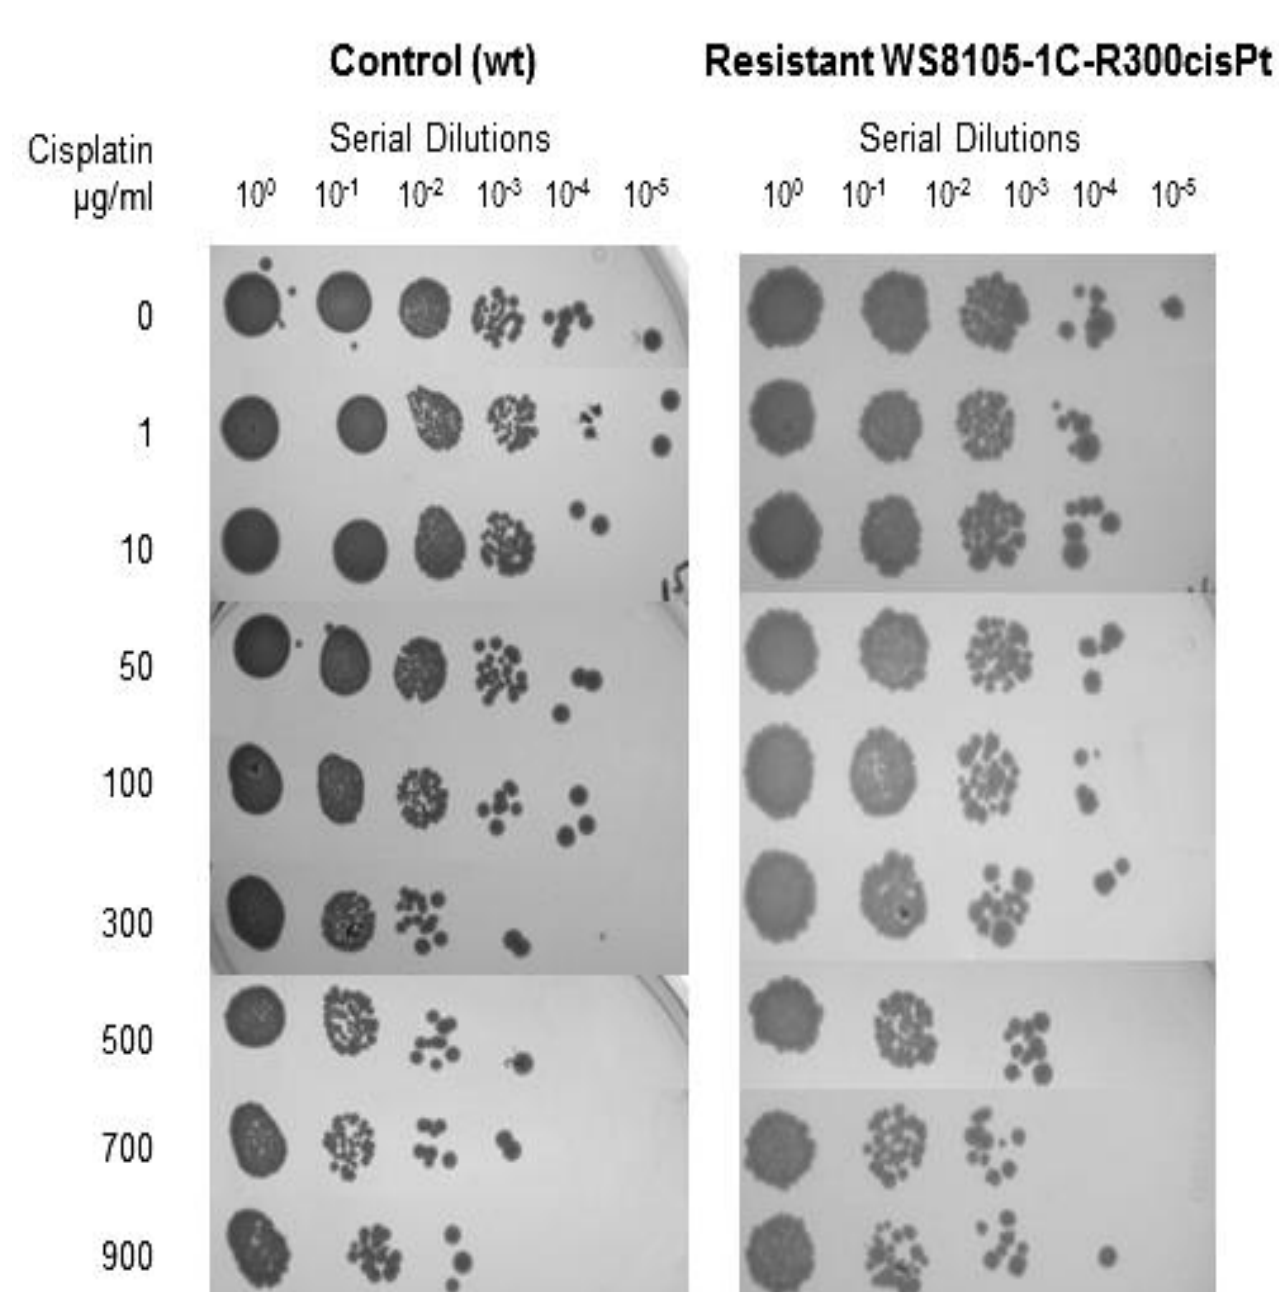 Control (wt) Resistant WS8105-1C-R300cisPt
Serial Dilutions Serial Dilutions
Cisplatin
µg/ml 10⁰ 10⁻¹ 10⁻² 10⁻³ 10⁻⁴ 10⁻⁵ 10⁰ 10⁻¹ 10⁻² 10⁻³ 10⁻⁴ 10⁻⁵
0
1
10
50
100
300
500
700
900